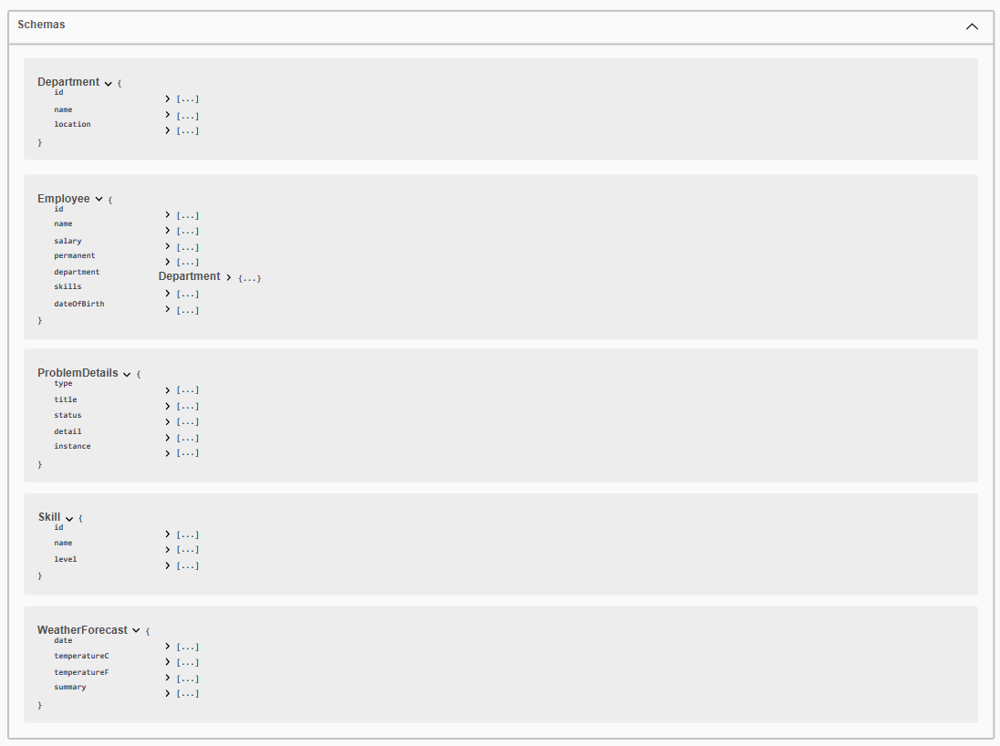 Schemas
Department {
id [...]
name [...]
location [...]
}
Employee {
id [...]
name [...]
salary [...]
permanent [...]
department Department {...}
skills [...]
dateOfBirth [...]
}
ProblemDetails {
type [...]
title [...]
status [...]
detail [...]
instance [...]
}
Skill {
id [...]
name [...]
level [...]
}
WeatherForecast {
date [...]
temperatureC [...]
temperatureF [...]
summary [...]
}